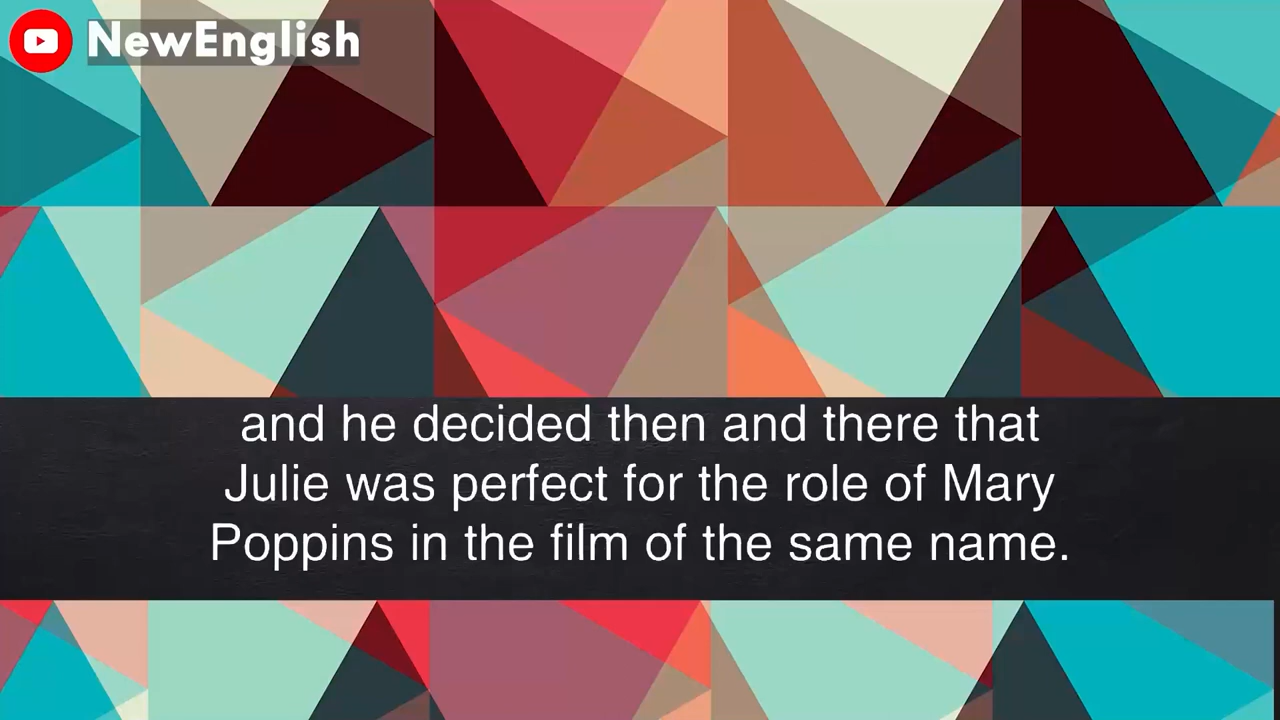 NewEnglish
and he decided then and there that
Julie was perfect for the role of Mary
Poppins in the film of the same name.